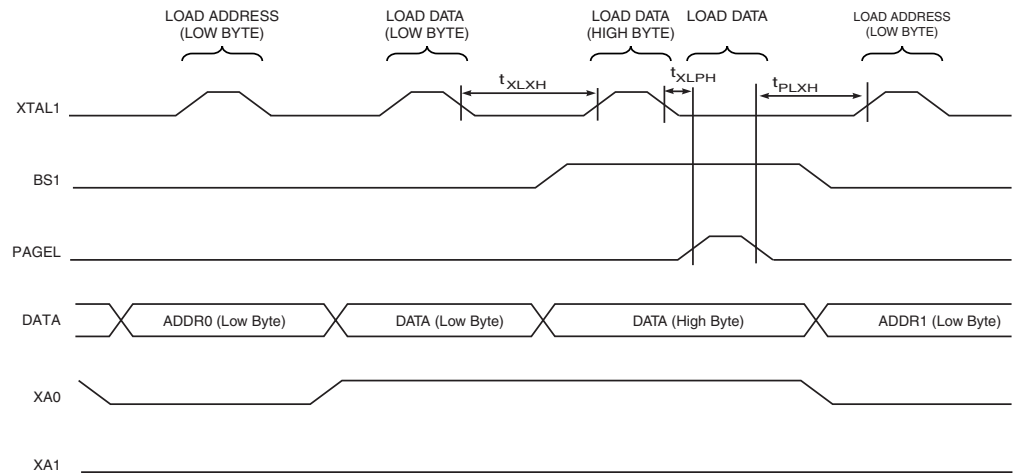 LOAD ADDRESS
(LOW BYTE)
LOAD DATA
(LOW BYTE)
LOAD DATA
(HIGH BYTE)
LOAD DATA
LOAD ADDRESS
(LOW BYTE)
tXLXH
tXLPH
tPLXH
XTAL1
BS1
PAGEL
DATA
ADDR0 (Low Byte)
DATA (Low Byte)
DATA (High Byte)
ADDR1 (Low Byte)
XA0
XA1